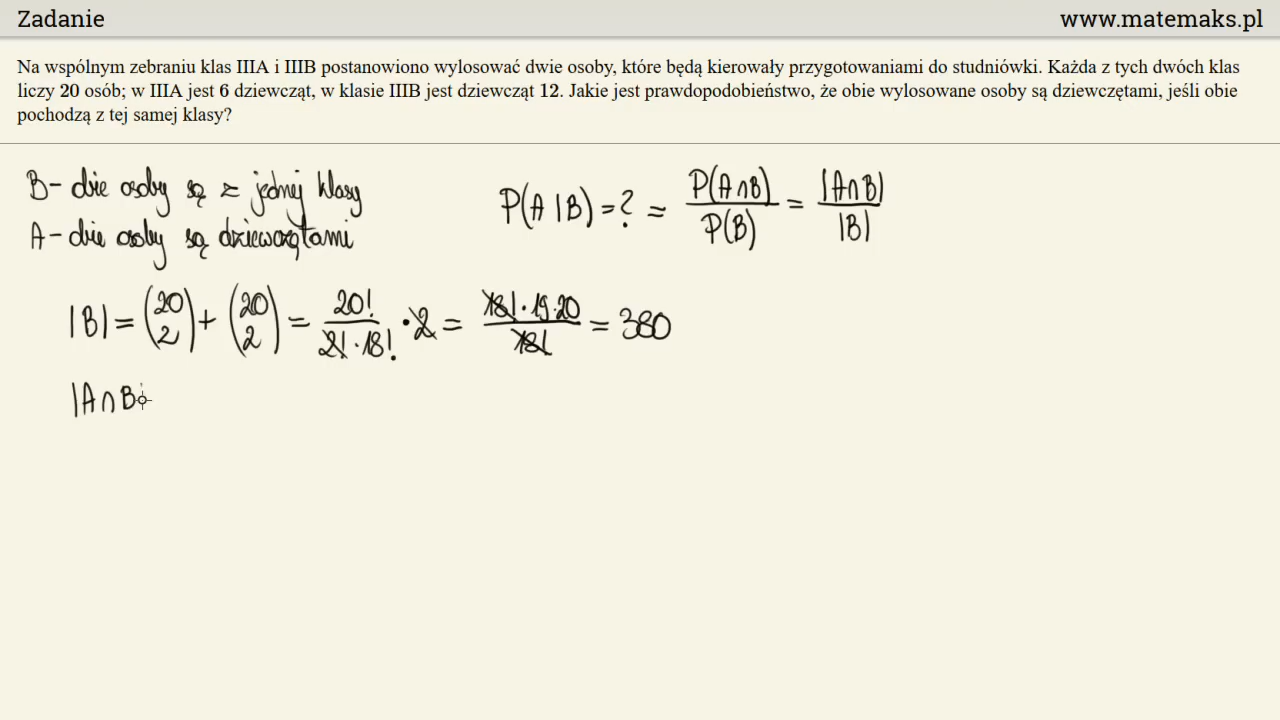 Zadanie
www.matemaks.pl
Na wspólnym zebraniu klas IIIA i IIIB postanowiono wylosować dwie osoby, które będą kierowały przygotowaniami do studniówki. Każda z tych dwóch klas
liczy 20 osób; w IIIA jest 6 dziewcząt, w klasie IIIB jest dziewcząt 12. Jakie jest prawdopodobieństwo, że obie wylosowane osoby są dziewczętami, jeśli obie
pochodzą z tej samej klasy?
B - dwie osoby są z jednej klasy
A - dwie osoby są dziewczętami
P(A|B) = ? = P(A∩B)/P(B) = |A∩B|/|B|
|B| = (20 2) + (20 2) = 20!/(2!·18!) · 2 = 18!·19·20/18! = 380
|A∩B